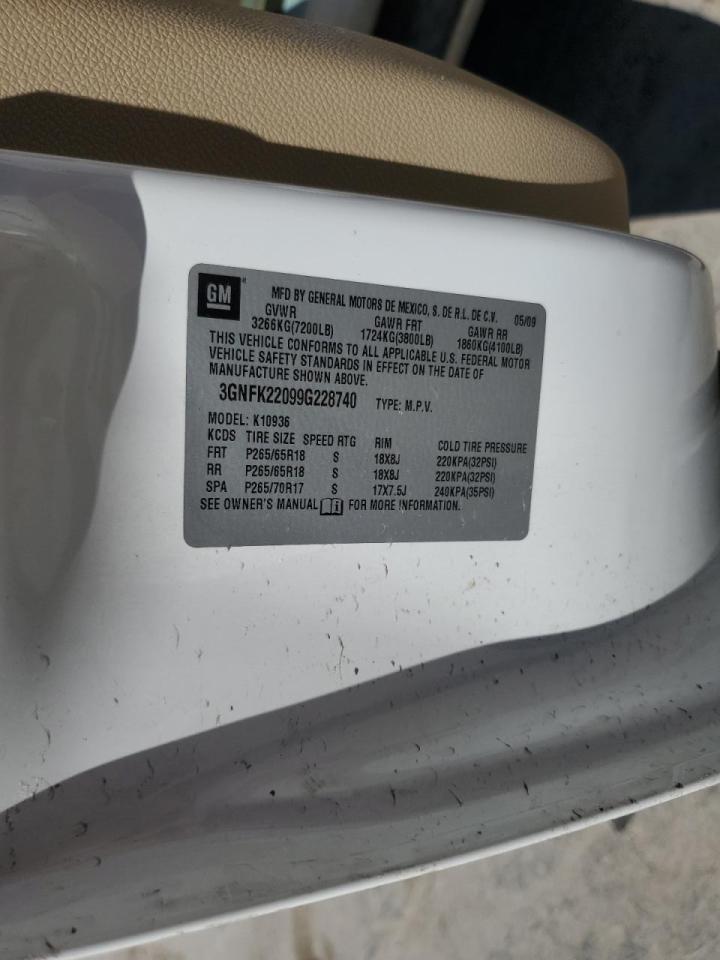 GM
MFD BY GENERAL MOTORS DE MEXICO, S. DE R.L. DE C.V. 05/09
GVWR GAWR FRT GAWR RR
3266KG(7200LB) 1724KG(3800LB) 1860KG(4100LB)
THIS VEHICLE CONFORMS TO ALL APPLICABLE U.S. FEDERAL MOTOR
VEHICLE SAFETY STANDARDS IN EFFECT ON THE DATE OF
MANUFACTURE SHOWN ABOVE.
3GNFK22099G228740 TYPE: M.P.V.
MODEL: K10936
KCDS TIRE SIZE SPEED RTG RIM COLD TIRE PRESSURE
FRT P265/65R18 S 18X8J 220KPA(32PSI)
RR P265/65R18 S 18X8J 220KPA(32PSI)
SPA P265/70R17 S 17X7.5J 240KPA(35PSI)
SEE OWNER'S MANUAL FOR MORE INFORMATION.